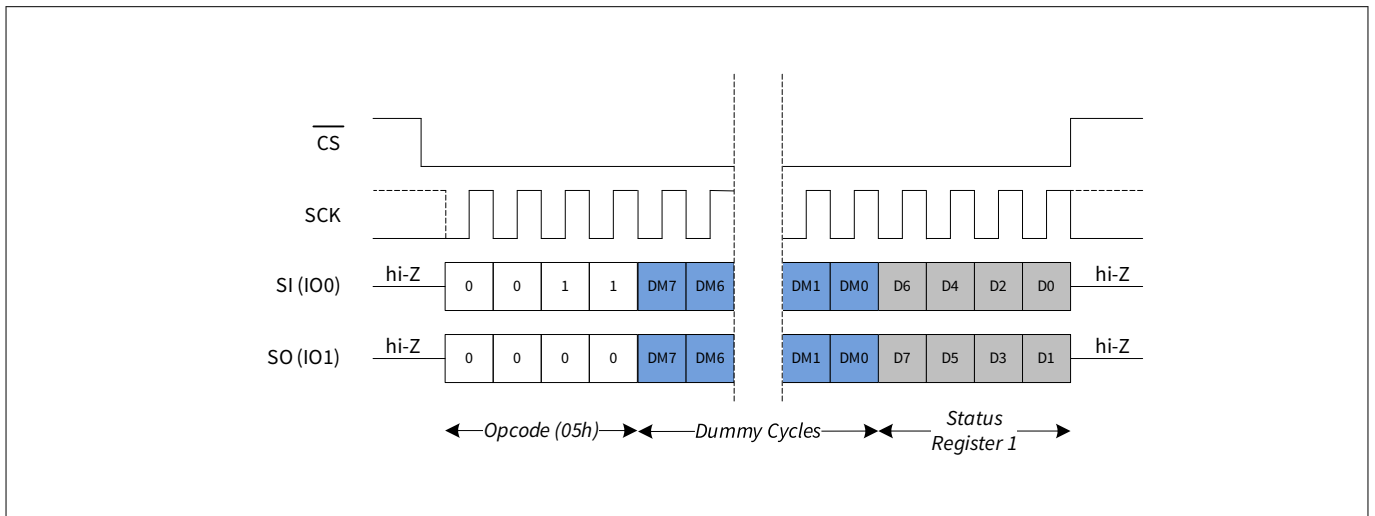 CS
SCK
SI (IO0) hi-Z 0 0 1 1 DM7 DM6 DM1 DM0 D6 D4 D2 D0 hi-Z
SO (IO1) hi-Z 0 0 0 0 DM7 DM6 DM1 DM0 D7 D5 D3 D1 hi-Z
Opcode (05h) Dummy Cycles Status
Register 1